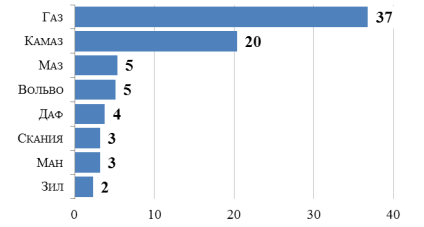 Газ 37
Камаз 20
Маз 5
Вольво 5
Даф 4
Скания 3
Ман 3
Зил 2
0 10 20 30 40